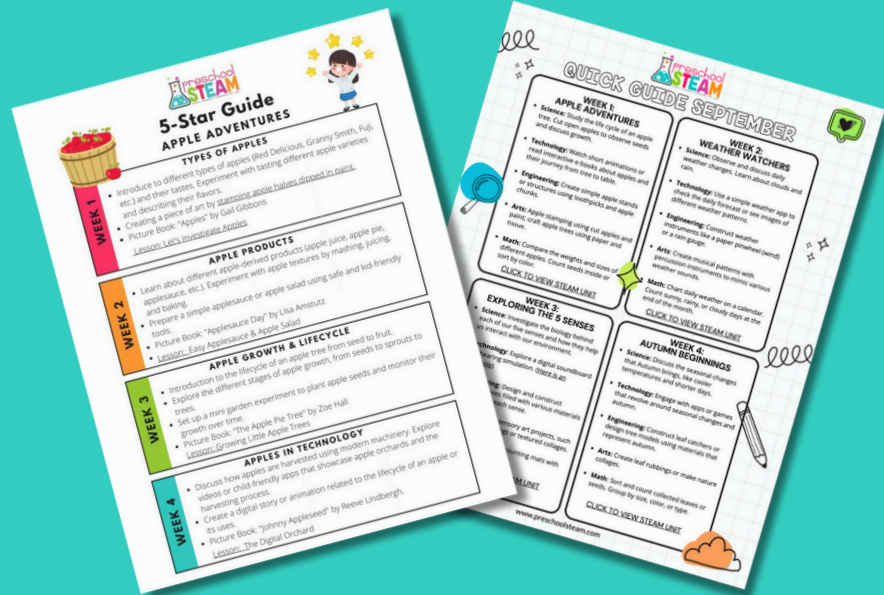 preschool
STEAM
5-Star Guide
APPLE ADVENTURES
WEEK 1
TYPES OF APPLES
• Introduce to different types of apples (Red Delicious, Granny Smith, Fuji,
etc.) and their tastes. Experiment with tasting different apple varieties
and describing their flavors.
• Creating a piece of art by stamping apple halves dipped in paint.
• Picture Book: "Apples" by Gail Gibbons
Lesson: Let's Investigate Apples
WEEK 2
APPLE PRODUCTS
• Learn about different apple-derived products (apple juice, apple pie,
applesauce, etc.). Experiment with apple textures by mashing, juicing,
and baking.
• Prepare a simple applesauce or apple salad using safe and kid-friendly
tools.
• Picture Book: "Applesauce Day" by Lisa Amstutz
• Lesson: Easy Applesauce & Apple Salad
WEEK 3
APPLE GROWTH & LIFECYCLE
• Introduction to the lifecycle of an apple tree from seed to fruit.
• Explore the different stages of apple growth, from seeds to sprouts to
trees.
• Set up a mini garden experiment to plant apple seeds and monitor their
growth over time.
• Picture Book: "The Apple Pie Tree" by Zoe Hall
Lesson: Growing Little Apple Trees
WEEK 4
APPLES IN TECHNOLOGY
• Discuss how apples are harvested using modern machinery. Explore
videos or child-friendly apps that showcase apple orchards and the
harvesting process.
• Create a digital story or animation related to the lifecycle of an apple or
its uses.
• Picture Book: "Johnny Appleseed" by Reeve Lindbergh.
Lesson: The Digital Orchard
preschool
STEAM
QUICK GUIDE SEPTEMBER
WEEK 1:
APPLE ADVENTURES
• Science: Study the life cycle of an apple
tree. Cut open apples to observe seeds
and discuss growth.
• Technology: Watch short animations or
read interactive e-books about apples and
their journey from tree to table.
• Engineering: Create simple apple stands
or structures using toothpicks and apple
chunks.
• Arts: Apple stamping using cut apples and
paint; craft apple trees using paper and
tissue.
• Math: Compare the weights and sizes of
different apples. Count seeds inside or
sort by color.
CLICK TO VIEW STEAM UNIT
WEEK 2:
WEATHER WATCHERS
• Science: Observe and discuss daily
weather changes. Learn about clouds and
rain.
• Technology: Use a simple weather app to
check the daily forecast or see images of
different weather patterns.
• Engineering: Construct weather
instruments like a paper pinwheel (wind)
or a rain gauge.
• Arts: Create musical patterns with
percussion instruments to mimic various
weather sounds.
• Math: Chart daily weather on a calendar.
Count sunny, rainy, or cloudy days at the
end of the month.
CLICK TO VIEW STEAM UNIT
WEEK 3:
EXPLORING THE 5 SENSES
• Science: Investigate the biology behind
each of our five senses and how they help
us interact with our environment.
Technology: Explore a digital soundboard
hearing simulation. (Here is an
Design and construct
boxes filled with various materials
each sense.
sensory art projects, such
or textured collages.
counting mats with
UNIT
WEEK 4:
AUTUMN BEGINNINGS
• Science: Discuss the seasonal changes
that Autumn brings, like cooler
temperatures and shorter days.
• Technology: Engage with apps or games
that revolve around seasonal changes and
autumn.
• Engineering: Construct leaf catchers or
design tree models using materials that
represent autumn.
• Arts: Create leaf rubbings or make nature
collages.
• Math: Sort and count collected leaves or
seeds. Group by size, color, or type.
CLICK TO VIEW STEAM UNIT
www.preschoolsteam.com